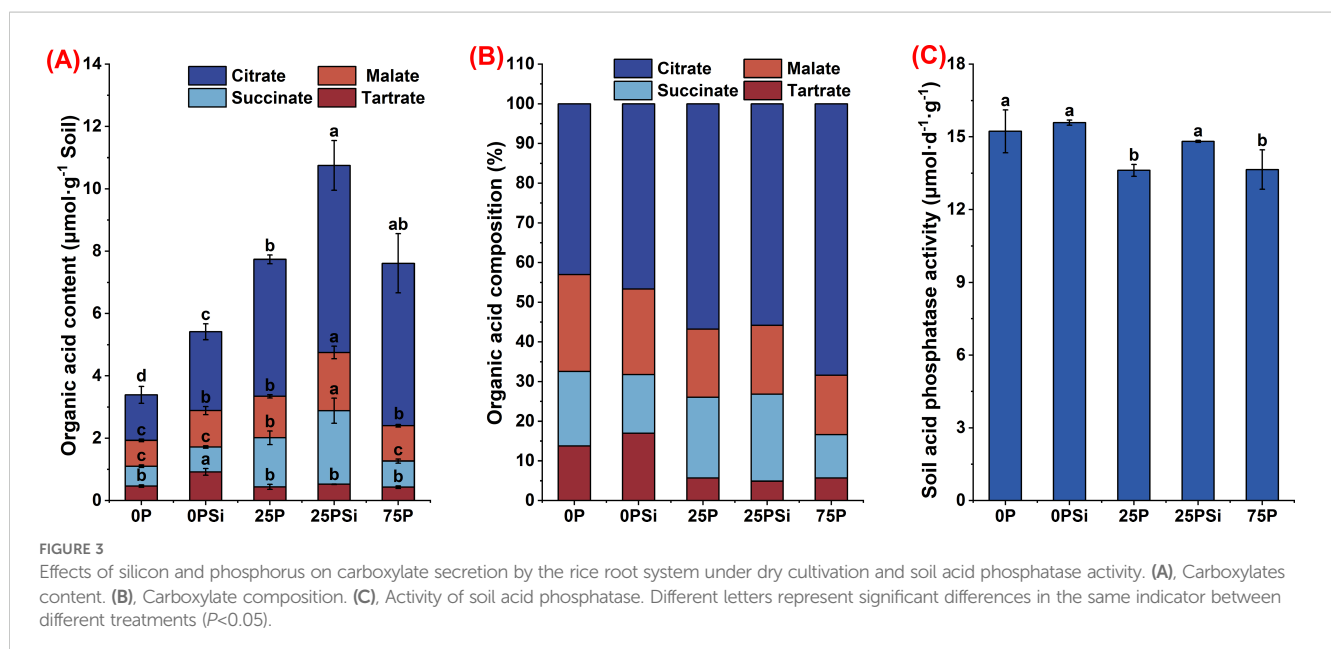 (A)
14
12
10
8
6
4
2
0
Organic acid content (μmol·g⁻¹ Soil)
Citrate Malate
Succinate Tartrate
d
c
c
b
c
b
c
a
b
b
b
b
a
a
a
b
ab
b
c
b
0P 0PSi 25P 25PSi 75P
(B)
110
100
90
80
70
60
50
40
30
20
10
0
Organic acid composition (%)
Citrate Malate
Succinate Tartrate
0P 0PSi 25P 25PSi 75P
(C)
18
15
12
9
6
3
0
Soil acid phosphatase activity (μmol·d⁻¹·g⁻¹)
a a b a b
0P 0PSi 25P 25PSi 75P
FIGURE 3
Effects of silicon and phosphorus on carboxylate secretion by the rice root system under dry cultivation and soil acid phosphatase activity. (A), Carboxylates
content. (B), Carboxylate composition. (C), Activity of soil acid phosphatase. Different letters represent significant differences in the same indicator between
different treatments (P<0.05).